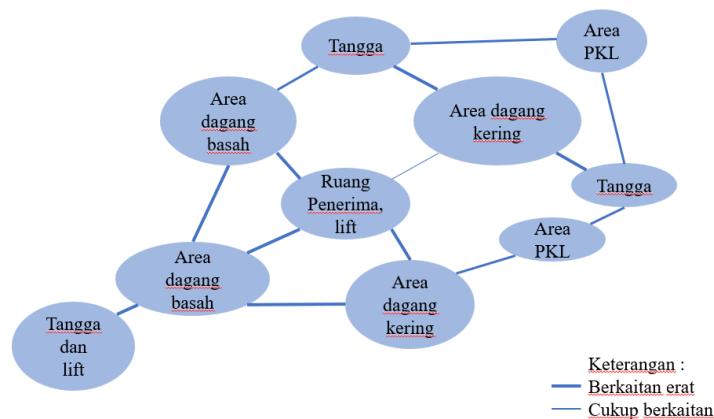 Tangga
Area
PKL
Area
dagang
basah
Area dagang
kering
Ruang
Penerima,
lift
Tangga
Area
PKL
Area
dagang
basah
Area
dagang
kering
Tangga
dan
lift
Keterangan :
Berkaitan erat
Cukup berkaitan